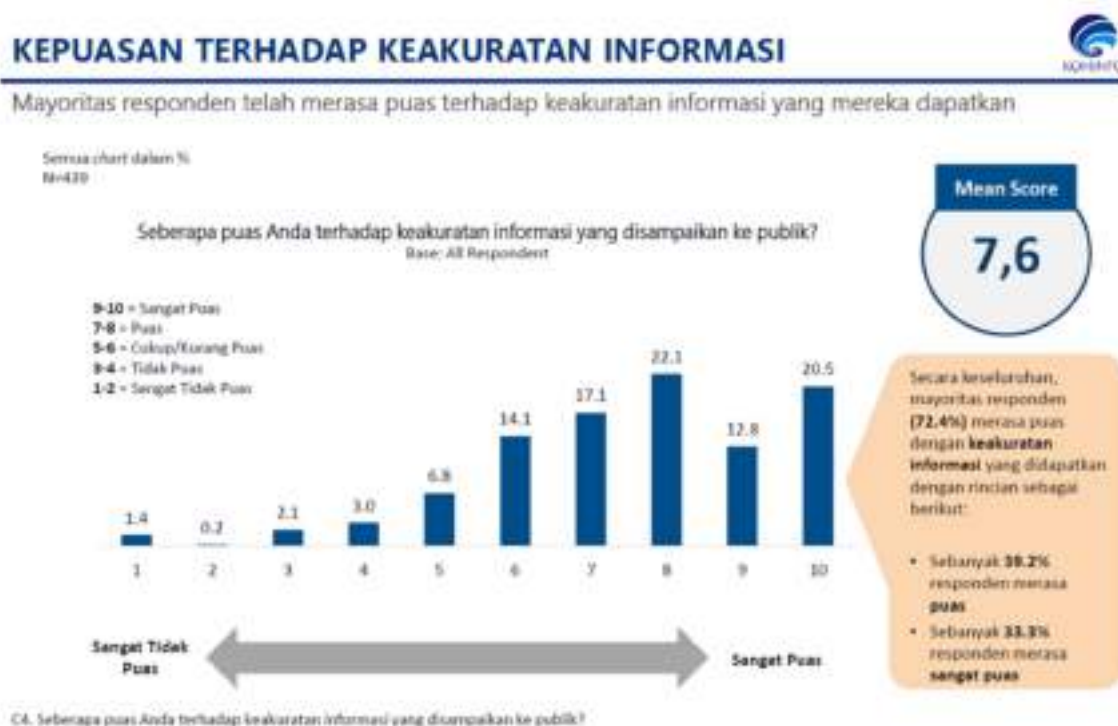 KEPUASAN TERHADAP KEAKURATAN INFORMASI
KOMINFO
Mayoritas responden telah merasa puas terhadap keakuratan informasi yang mereka dapatkan
Semua chart dalam %
N=439
Seberapa puas Anda terhadap keakuratan informasi yang disampaikan ke publik?
Base: All Respondent
9-10 = Sangat Puas
7-8 = Puas
5-6 = Cukup/Kurang Puas
3-4 = Tidak Puas
1-2 = Sangat Tidak Puas
1.4 0.2 2.1 3.0 6.8 14.1 17.1 22.1 12.8 20.5
1 2 3 4 5 6 7 8 9 10
Sangat Tidak
Puas
Sangat Puas
Mean Score
7,6
Secara keseluruhan,
mayoritas responden
(72.4%) merasa puas
dengan keakuratan
informasi yang didapatkan
dengan rincian sebagai
berikut:
• Sebanyak 39.2%
responden merasa
puas
• Sebanyak 33.3%
responden merasa
sangat puas
C4. Seberapa puas Anda terhadap keakuratan informasi yang disampaikan ke publik?